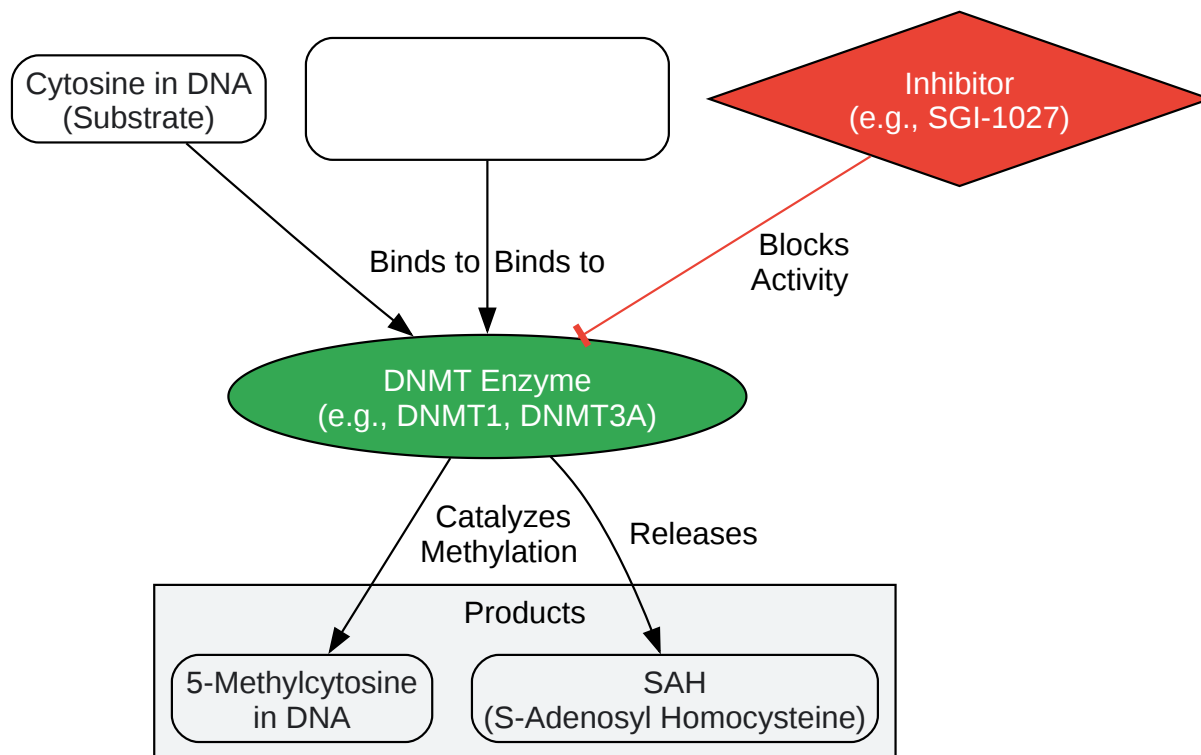 Cytosine in DNA
(Substrate)
Inhibitor
(e.g., SGI-1027)
Binds to
Binds to
Blocks
Activity
DNMT Enzyme
(e.g., DNMT1, DNMT3A)
Catalyzes
Methylation
Releases
Products
5-Methylcytosine
in DNA
SAH
(S-Adenosyl Homocysteine)